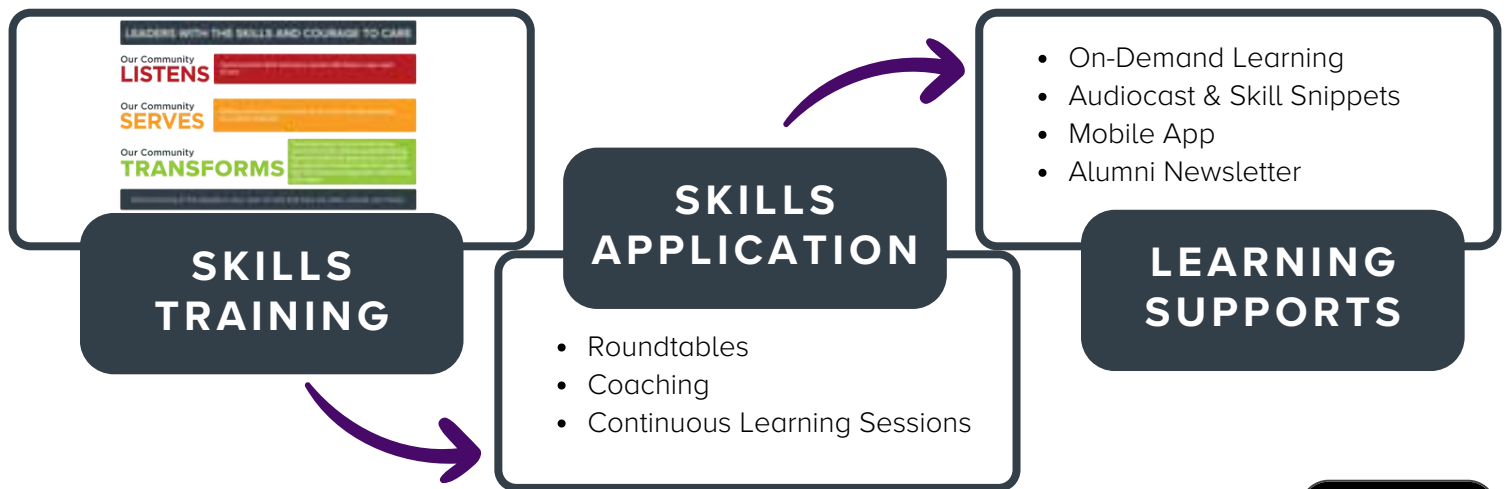 LEADERS WITH THE SKILLS AND COURAGE TO CARE
Our Community
LISTENS
Our Community
SERVES
Our Community
TRANSFORMS
SKILLS
TRAINING
SKILLS
APPLICATION
• Roundtables
• Coaching
• Continuous Learning Sessions
• On-Demand Learning
• Audiocast & Skill Snippets
• Mobile App
• Alumni Newsletter
LEARNING
SUPPORTS